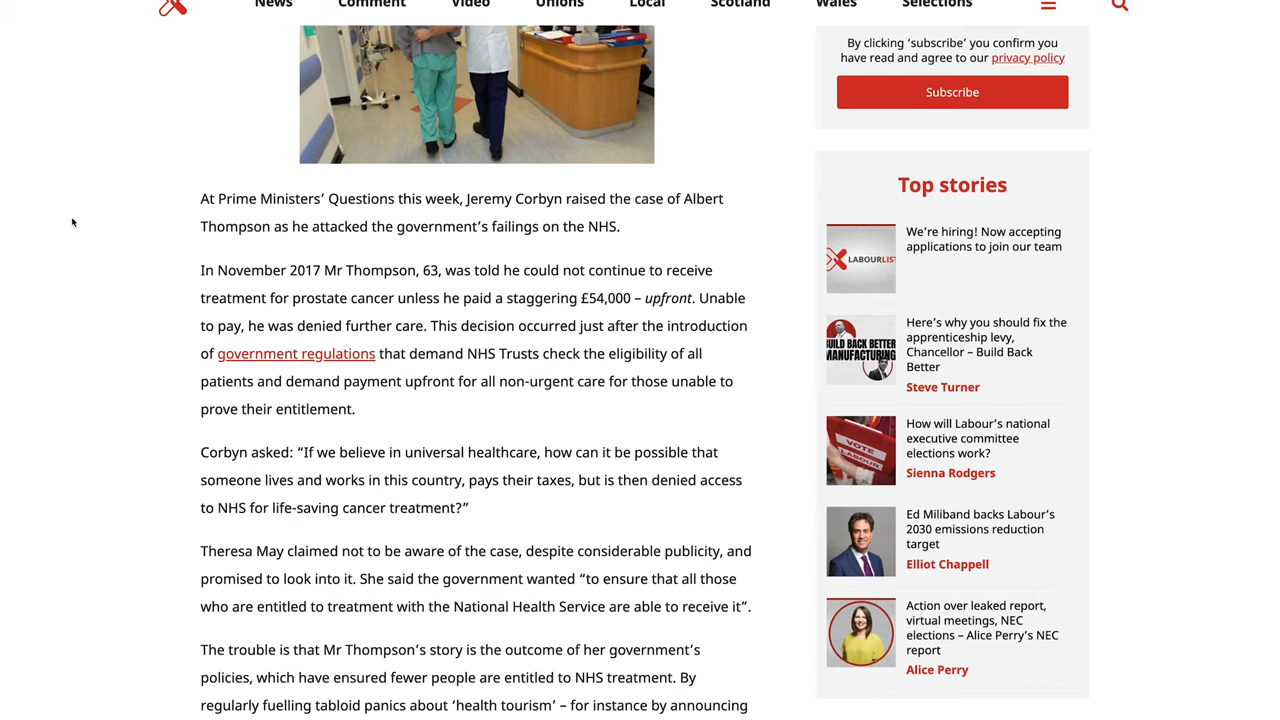 News Comment Video Unions Local Scotland Wales Selections
At Prime Ministers’ Questions this week, Jeremy Corbyn raised the case of Albert
Thompson as he attacked the government’s failings on the NHS.
In November 2017 Mr Thompson, 63, was told he could not continue to receive
treatment for prostate cancer unless he paid a staggering £54,000 – upfront. Unable
to pay, he was denied further care. This decision occurred just after the introduction
of government regulations that demand NHS Trusts check the eligibility of all
patients and demand payment upfront for all non-urgent care for those unable to
prove their entitlement.
Corbyn asked: “If we believe in universal healthcare, how can it be possible that
someone lives and works in this country, pays their taxes, but is then denied access
to NHS for life-saving cancer treatment?”
Theresa May claimed not to be aware of the case, despite considerable publicity, and
promised to look into it. She said the government wanted “to ensure that all those
who are entitled to treatment with the National Health Service are able to receive it”.
The trouble is that Mr Thompson’s story is the outcome of her government’s
policies, which have ensured fewer people are entitled to NHS treatment. By
regularly fuelling tabloid panics about ‘health tourism’ – for instance by announcing
By clicking ‘subscribe’ you confirm you
have read and agree to our privacy policy
Subscribe
Top stories
LABOURLIST
We’re hiring! Now accepting
applications to join our team
BUILD BACK BETTER
MANUFACTURING
Here’s why you should fix the
apprenticeship levy,
Chancellor – Build Back
Better
Steve Turner
VOTE
LABOUR
How will Labour’s national
executive committee
elections work?
Sienna Rodgers
Ed Miliband backs Labour’s
2030 emissions reduction
target
Elliot Chappell
Action over leaked report,
virtual meetings, NEC
elections – Alice Perry’s NEC
report
Alice Perry